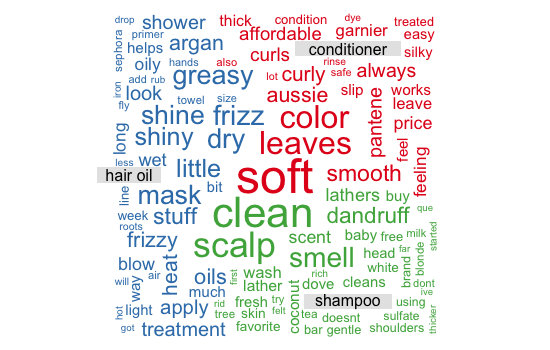 drop shower thick condition dye treated
primer argan affordable garnier easy
sephora helps curls conditioner silky
oily hands also rinse
add rub greasy lot curly safe always
iron look towel size aussie slip works
fly shine frizz color pantene leave
long shiny dry leaves price
less wet little feel
hair oil bit soft smooth feeling
line mask clean lathers buy
week stuff dandruff que
roots frizzy scalp scent baby free milk started
blow heat smell head far blonde
will way air oils first wash rich white brand
much lather dove cleans dont
hot light apply rid fresh try coconut shampoo using ive
tree skin felt tea doesnt sulfate thicker
got treatment favorite bar gentle shoulders